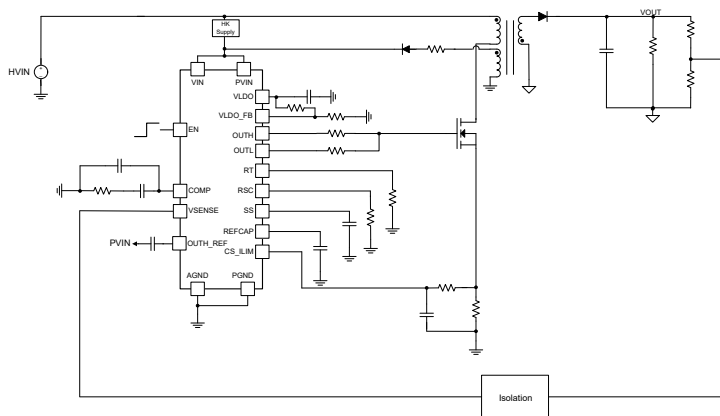 VOUT
HK
Supply
HVIN
VIN
PVIN
VLDO
VLDO_FB
EN
OUTH
OUTL
RT
COMP
RSC
VSENSE
SS
REFCAP
PVIN
OUTH_REF
CS_ILIM
AGND
PGND
Isolation